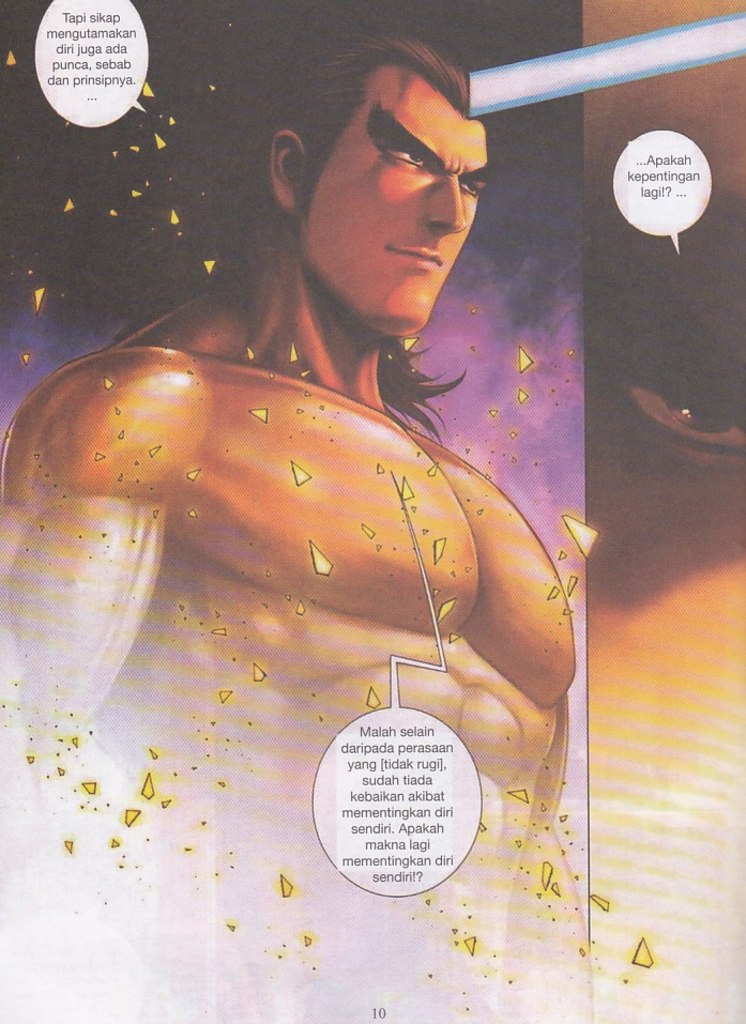 Tapi sikap
mengutamakan
diri juga ada
punca, sebab
dan prinsipnya.
...
...Apakah
kepentingan
lagi!? ...
Malah selain
daripada perasaan
yang [tidak rugi],
sudah tiada
kebaikan akibat
mementingkan diri
sendiri. Apakah
makna lagi
mementingkan diri
sendiri!?
10